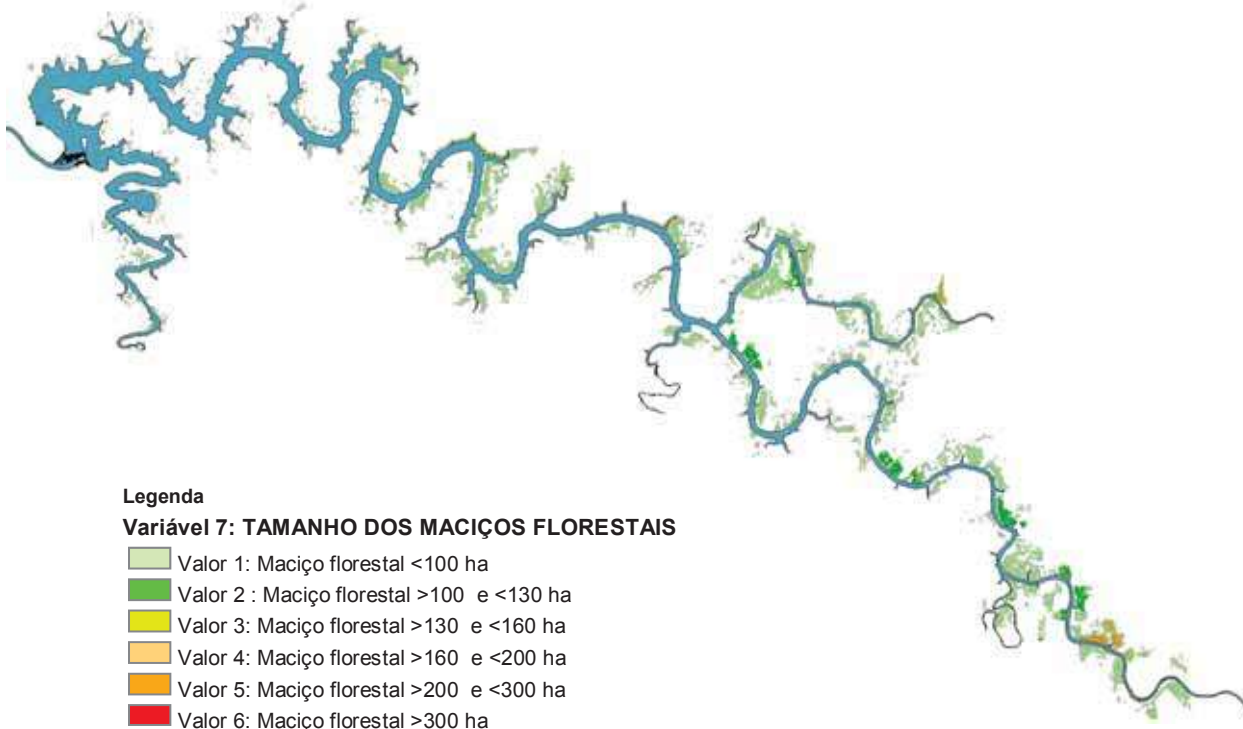 Legenda
Variável 7: TAMANHO DOS MACIÇOS FLORESTAIS
Valor 1: Maciço florestal <100 ha
Valor 2 : Maciço florestal >100 e <130 ha
Valor 3: Maciço florestal >130 e <160 ha
Valor 4: Maciço florestal >160 e <200 ha
Valor 5: Maciço florestal >200 e <300 ha
Valor 6: Macico florestal >300 ha